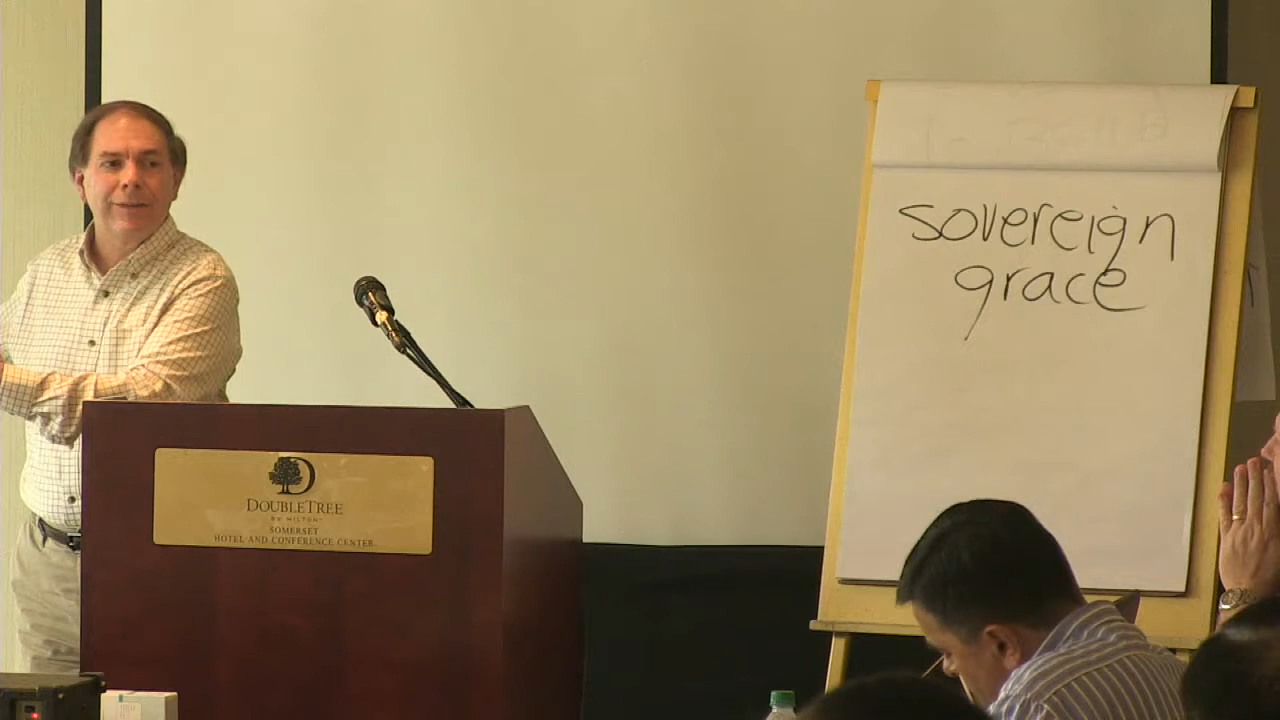 sovereign
grace
D
DOUBLETREE
BY HILTON
SOMERSET
HOTEL AND CONFERENCE CENTER